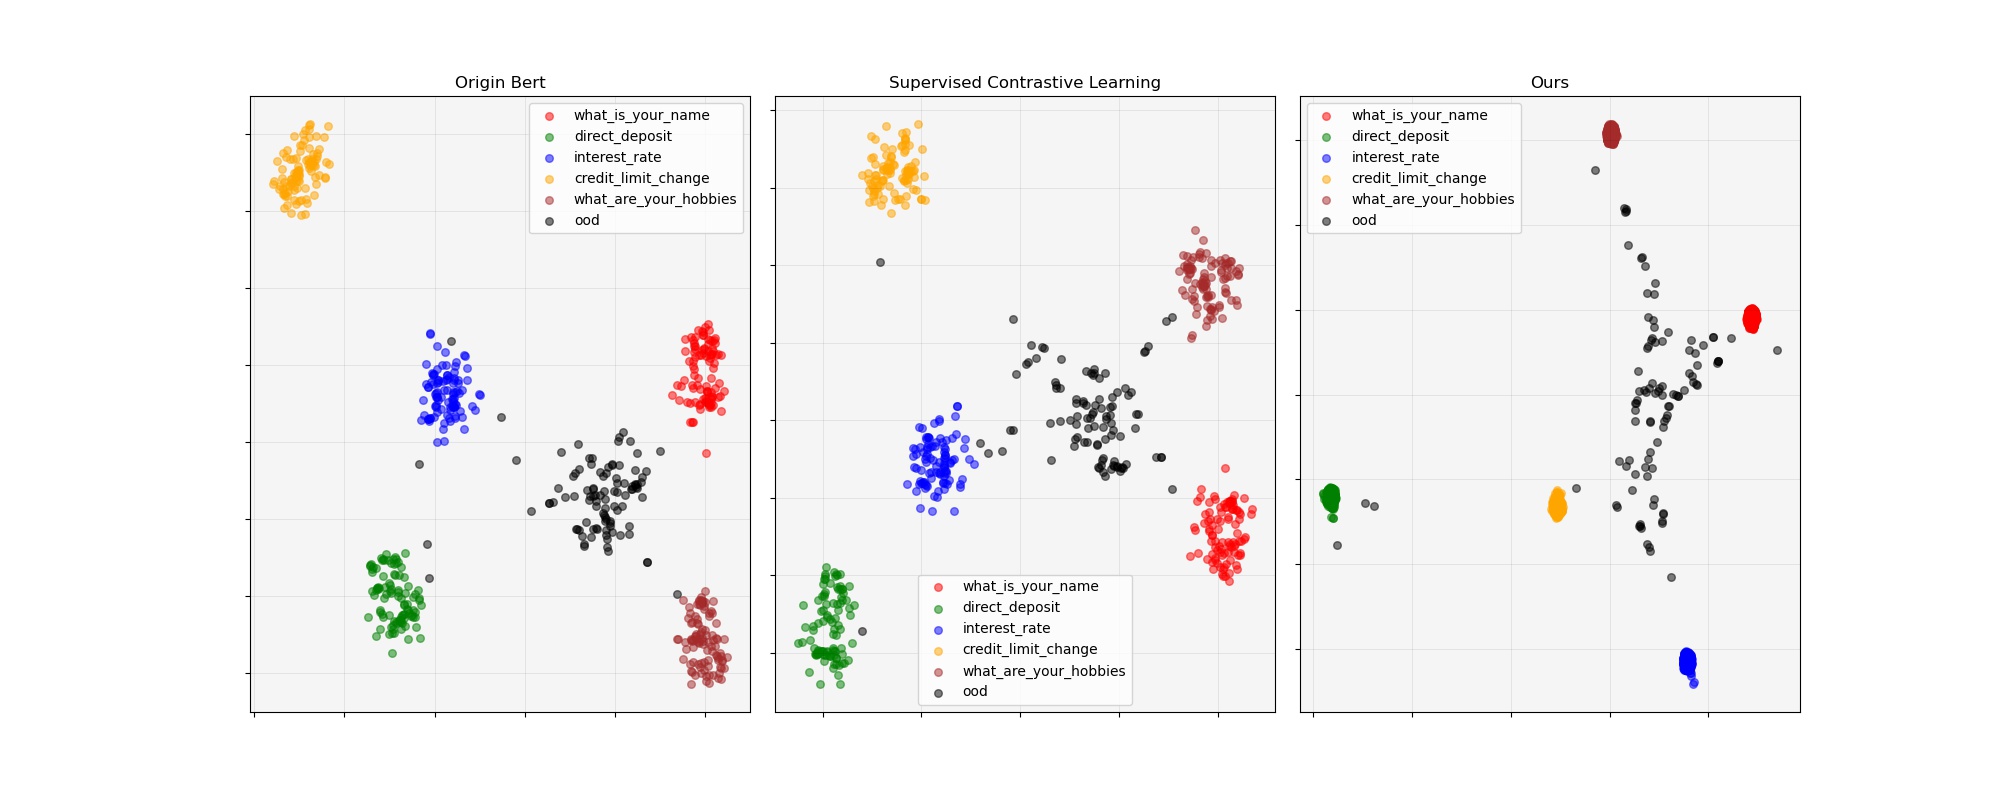 Origin Bert
what_is_your_name
direct_deposit
interest_rate
credit_limit_change
what_are_your_hobbies
ood
Supervised Contrastive Learning
what_is_your_name
direct_deposit
interest_rate
credit_limit_change
what_are_your_hobbies
ood
Ours
what_is_your_name
direct_deposit
interest_rate
credit_limit_change
what_are_your_hobbies
ood